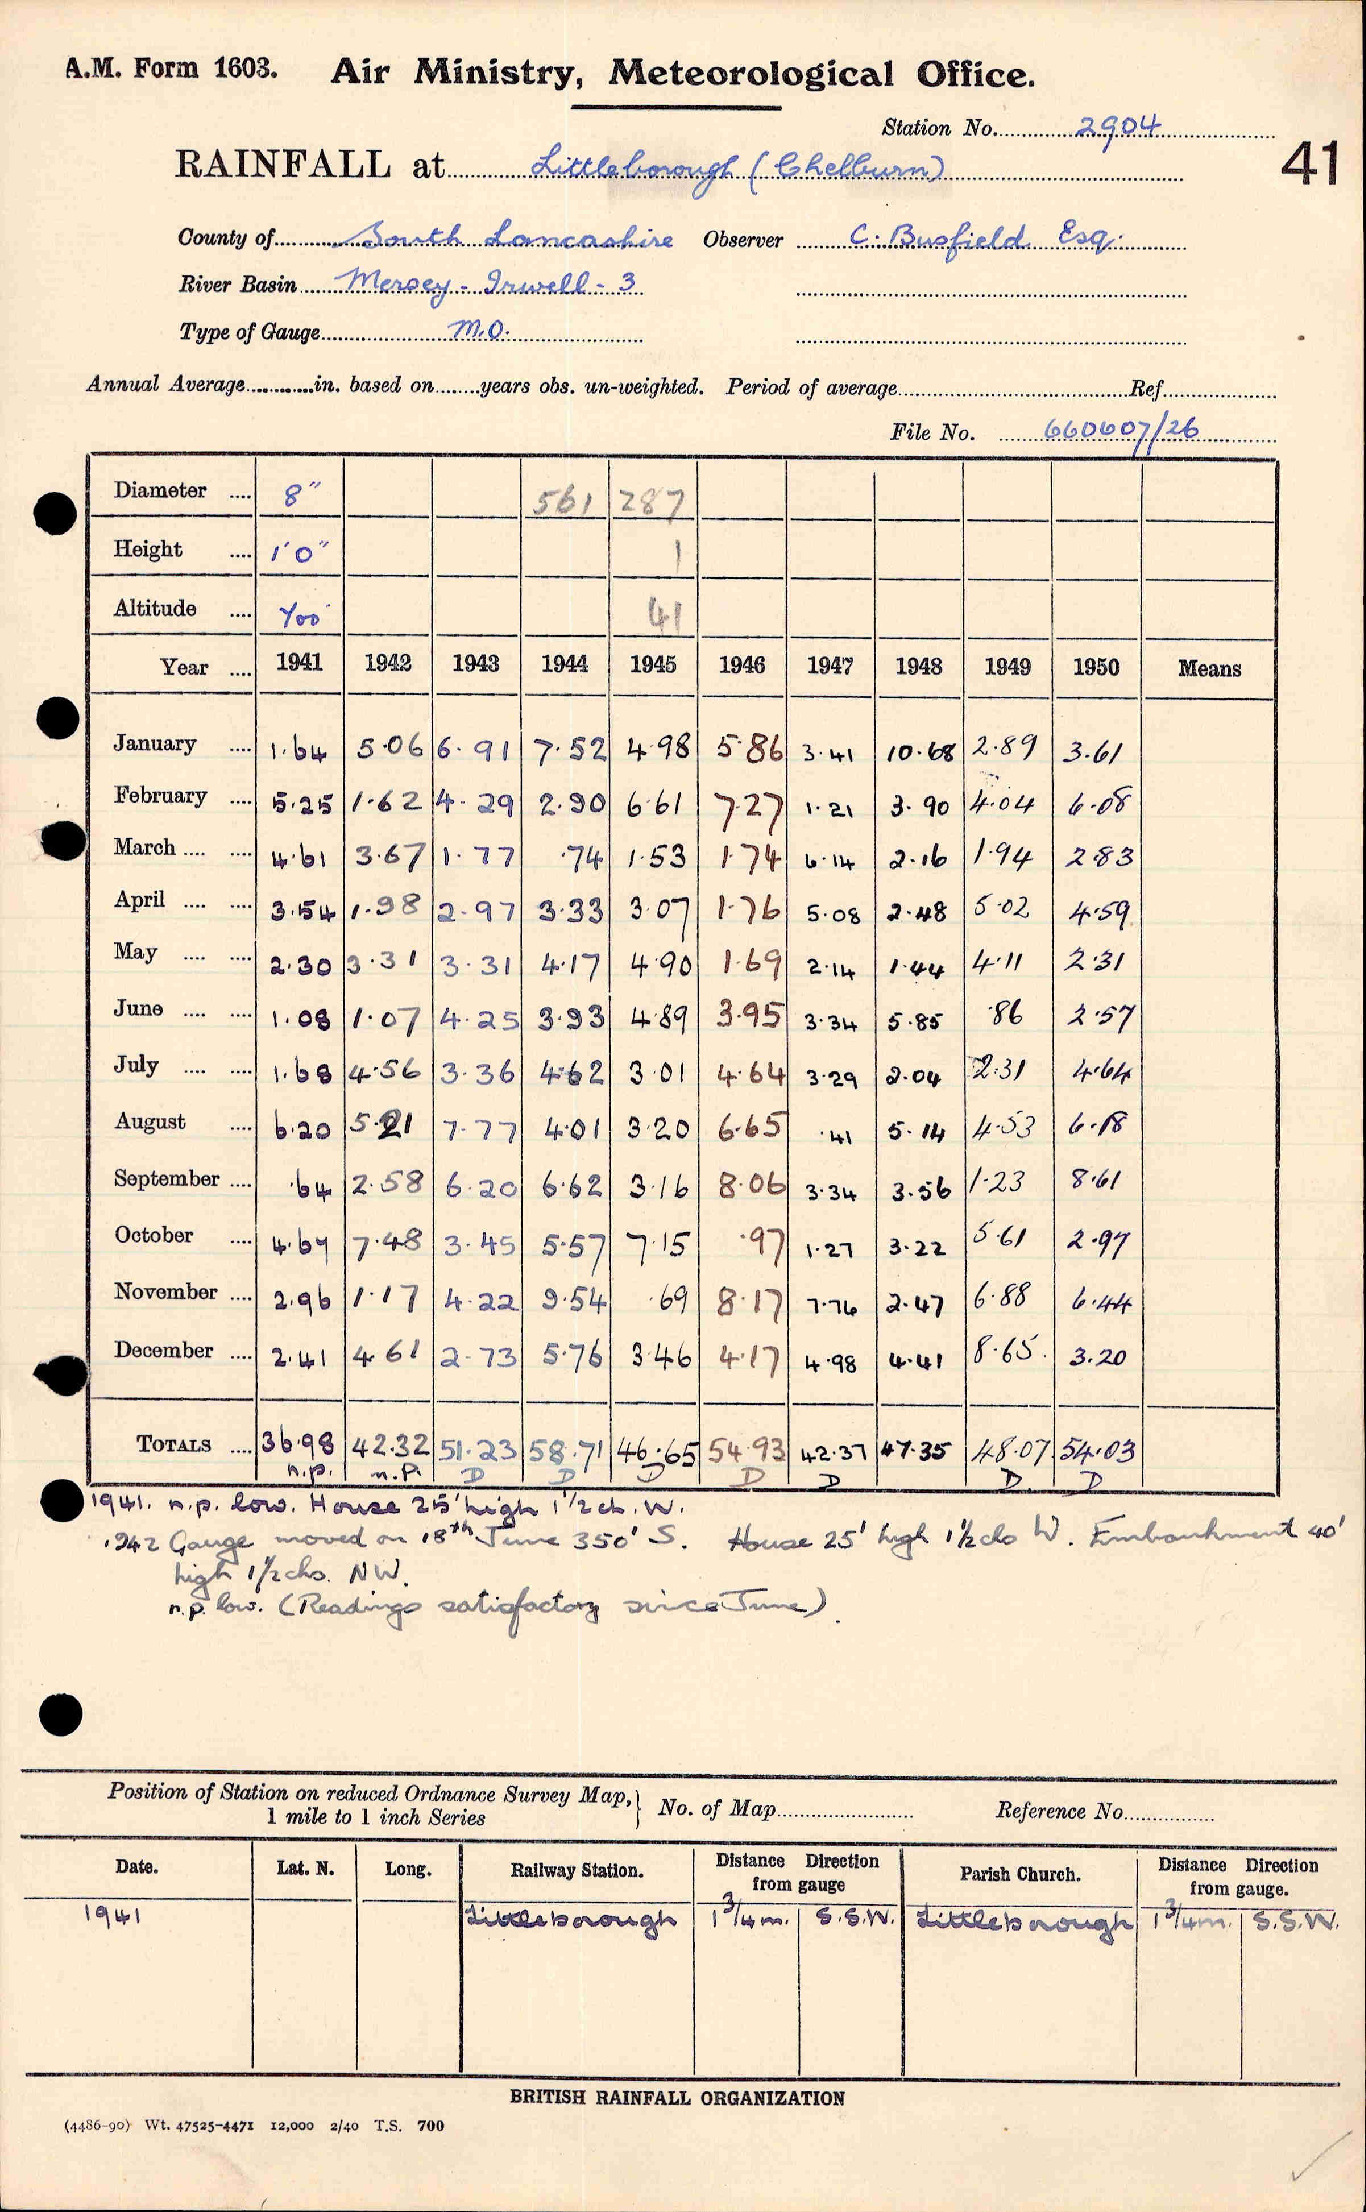 A.M. Form 1603. Air Ministry, Meteorological Office.
Station No. 2904
41
RAINFALL at Littleborough (Chelburn)
County of South Lancashire Observer C. Busfield Esq.
River Basin Mersey - Irwell - 3
Type of Gauge M.O.
Annual Average in. based on years obs. un-weighted. Period of average Ref.
File No. 660607/26
Diameter .... 8" 561 287
Height .... 1'0" 1
Altitude .... 700' 41
Year .... 1941 1942 1943 1944 1945 1946 1947 1948 1949 1950 Means
January .... 1.64 5.06 6.91 7.52 4.98 5.86 3.41 10.68 2.89 3.61
February .... 5.25 1.62 4.29 2.90 6.61 7.27 1.21 3.90 4.04 6.08
March .... .... 4.61 3.67 1.77 .74 1.53 1.74 6.14 2.16 1.94 2.83
April .... .... 3.54 1.98 2.97 3.33 3.07 1.76 5.08 2.48 5.02 4.59
May .... .... 2.30 3.31 3.31 4.17 4.90 1.69 2.14 1.44 4.11 2.31
June .... .... 1.08 1.07 4.25 3.93 4.89 3.95 3.34 5.85 .86 2.57
July .... .... 1.68 4.56 3.36 4.62 3.01 4.64 3.29 2.04 2.31 4.64
August .... 6.20 5.21 7.77 4.01 3.20 6.65 .41 5.14 4.53 6.18
September .... .64 2.58 6.20 6.62 3.16 8.06 3.34 3.56 1.23 8.61
October .... 4.67 7.48 3.45 5.57 7.15 .97 1.27 3.22 5.61 2.97
November .... 2.96 1.17 4.22 9.54 .69 8.17 7.76 2.47 6.88 6.44
December .... 2.41 4.61 2.73 5.76 3.46 4.17 4.98 4.41 8.65 3.20
TOTALS .... 36.98 42.32 51.23 58.71 46.65 54.93 42.37 47.35 48.07 54.03
n.p. n.p. D D D D D D. D
1941. n.p. low. House 25' high 1½ ch. W.
1942 Gauge moved on 18th June 350' S. House 25' high 1½ chs W. Embankment 40'
high 1½ chs. NW.
n.p. low. (Readings satisfactory since June).
Position of Station on reduced Ordnance Survey Map, } No. of Map Reference No.
1 mile to 1 inch Series
Date. Lat. N. Long. Railway Station. Distance Direction from gauge Parish Church. Distance Direction from gauge.
1941 Littleborough 1 3/4 m. S.S.W. Littleborough 1 3/4 m. S.S.W.
BRITISH RAINFALL ORGANIZATION
(4486-90) Wt. 47525-4471 12,000 2/40 T.S. 700